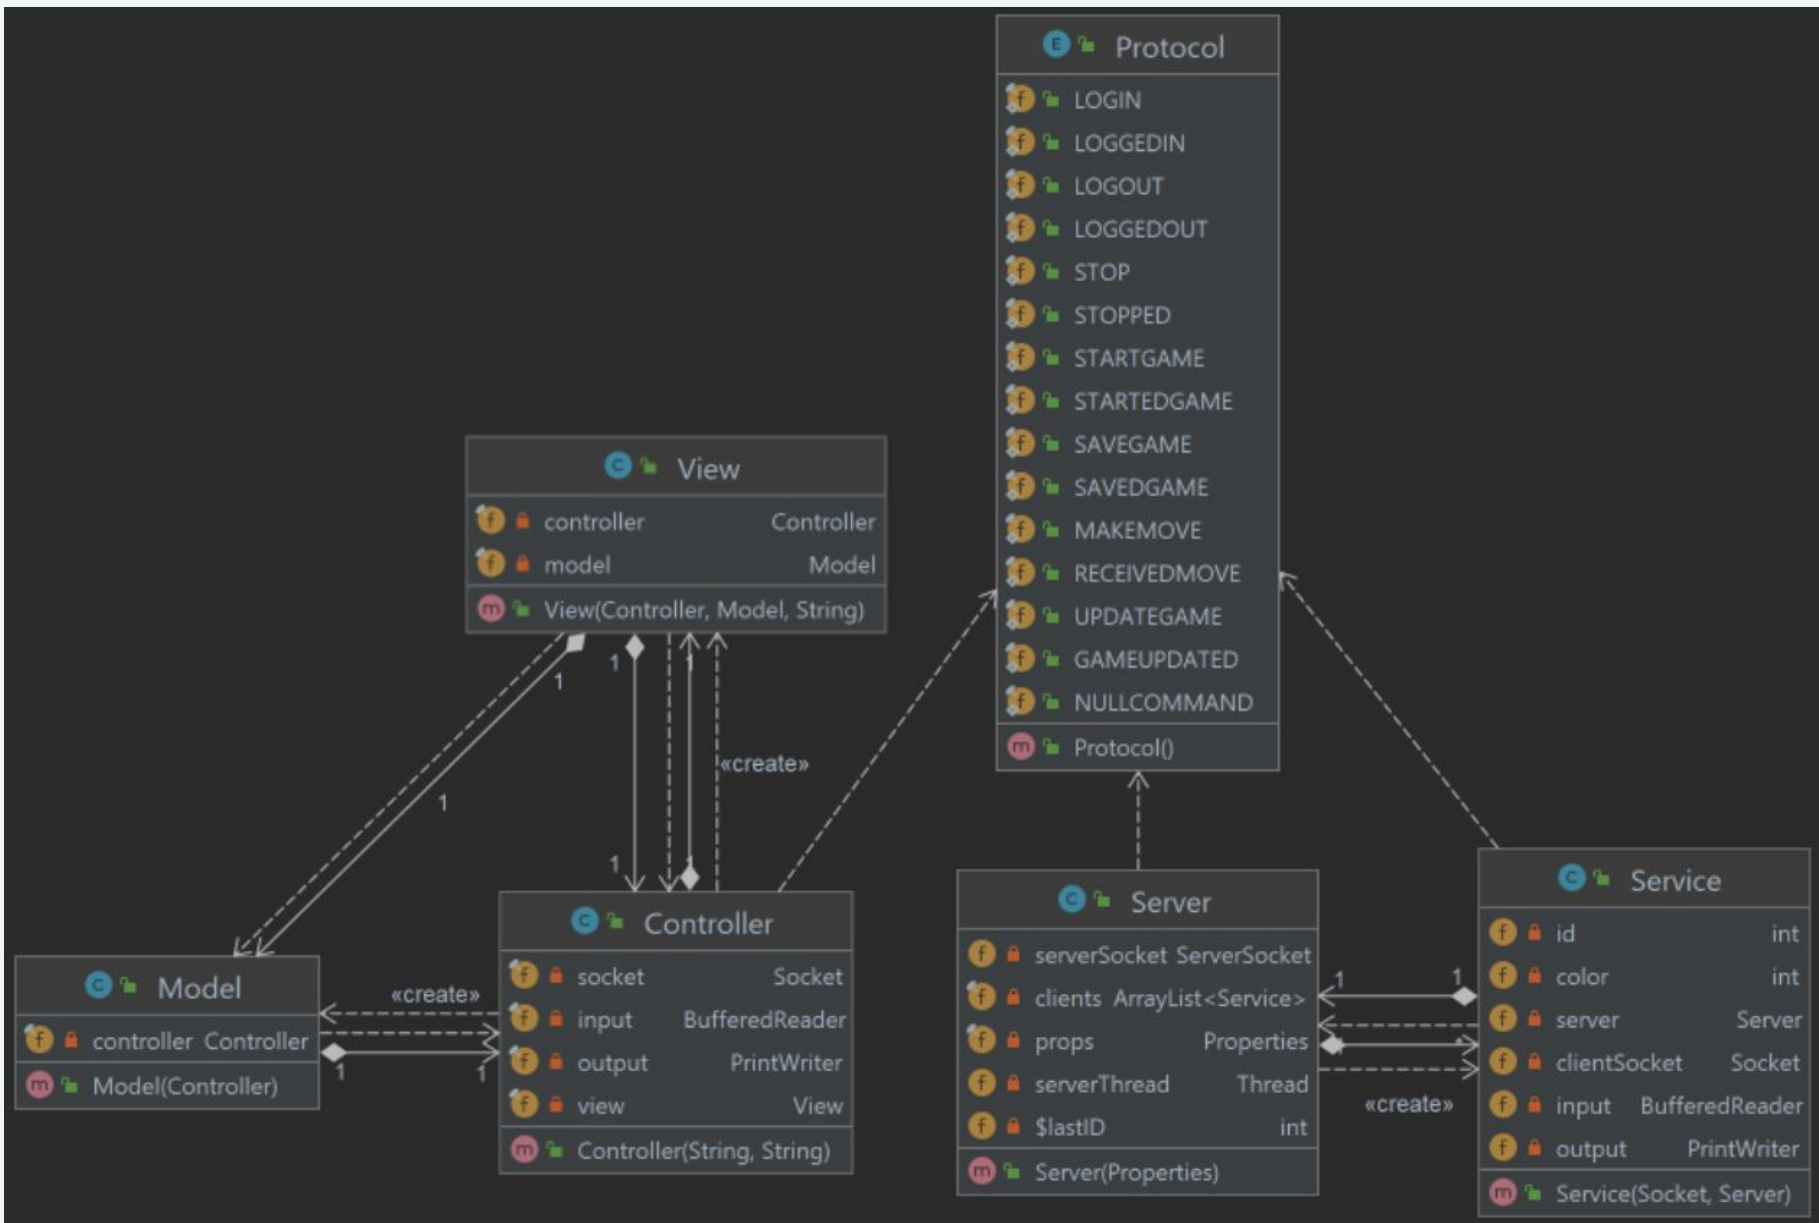 Protocol
LOGIN
LOGGEDIN
LOGOUT
LOGGEDOUT
STOP
STOPPED
STARTGAME
STARTEDGAME
SAVEGAME
SAVEDGAME
MAKEMOVE
RECEIVEDMOVE
UPDATEGAME
GAMEUPDATED
NULLCOMMAND
Protocol()
View
controller Controller
model Model
View(Controller, Model, String)
1
1
1
1
1
1
«create»
Model
controller Controller
Model(Controller)
«create»
1
1
Controller
socket Socket
input BufferedReader
output PrintWriter
view View
Controller(String, String)
Server
serverSocket ServerSocket
clients ArrayList<Service>
props Properties
serverThread Thread
$lastID int
Server(Properties)
1
1
1
*
«create»
Service
id int
color int
server Server
clientSocket Socket
input BufferedReader
output PrintWriter
Service(Socket, Server)